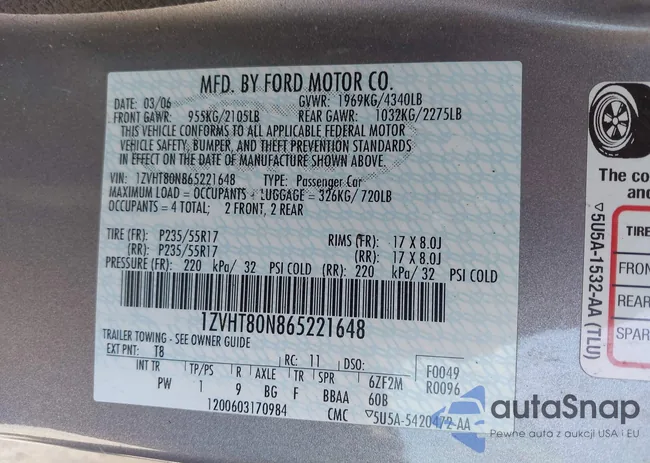 MFD. BY FORD MOTOR CO.
DATE: 03/06 GVWR: 1969KG/4340LB
FRONT GAWR: 955KG/2105LB REAR GAWR: 1032KG/2275LB
THIS VEHICLE CONFORMS TO ALL APPLICABLE FEDERAL MOTOR
VEHICLE SAFETY, BUMPER, AND THEFT PREVENTION STANDARDS
IN EFFECT ON THE DATE OF MANUFACTURE SHOWN ABOVE.
VIN: 1ZVHT80N865221648 TYPE: Passenger Car
MAXIMUM LOAD = OCCUPANTS + LUGGAGE = 326KG/720LB
OCCUPANTS = 4 TOTAL; 2 FRONT, 2 REAR
TIRE (FR): P235/55R17 RIMS (FR): 17 X 8.0J
(RR): P235/55R17 (RR): 17 X 8.0J
PRESSURE (FR): 220 kPa/ 32 PSI COLD (RR): 220 kPa/ 32 PSI COLD
1ZVHT80N865221648
TRAILER TOWING - SEE OWNER GUIDE
EXT PNT: T8 RC: 11 DSO: F0049
INT TR TP/PS R AXLE TR SPR 6ZF2M R0096
PW 1 9 BG F BBAA 60B
1200603170984 CMC ▽5U5A-5420472-AA
The co
an
TIRE
FRON
REAR
SPAR
▽5U5A-1532-AA (TLU)
autoSnap
Pewne auta z aukcji USA i EU